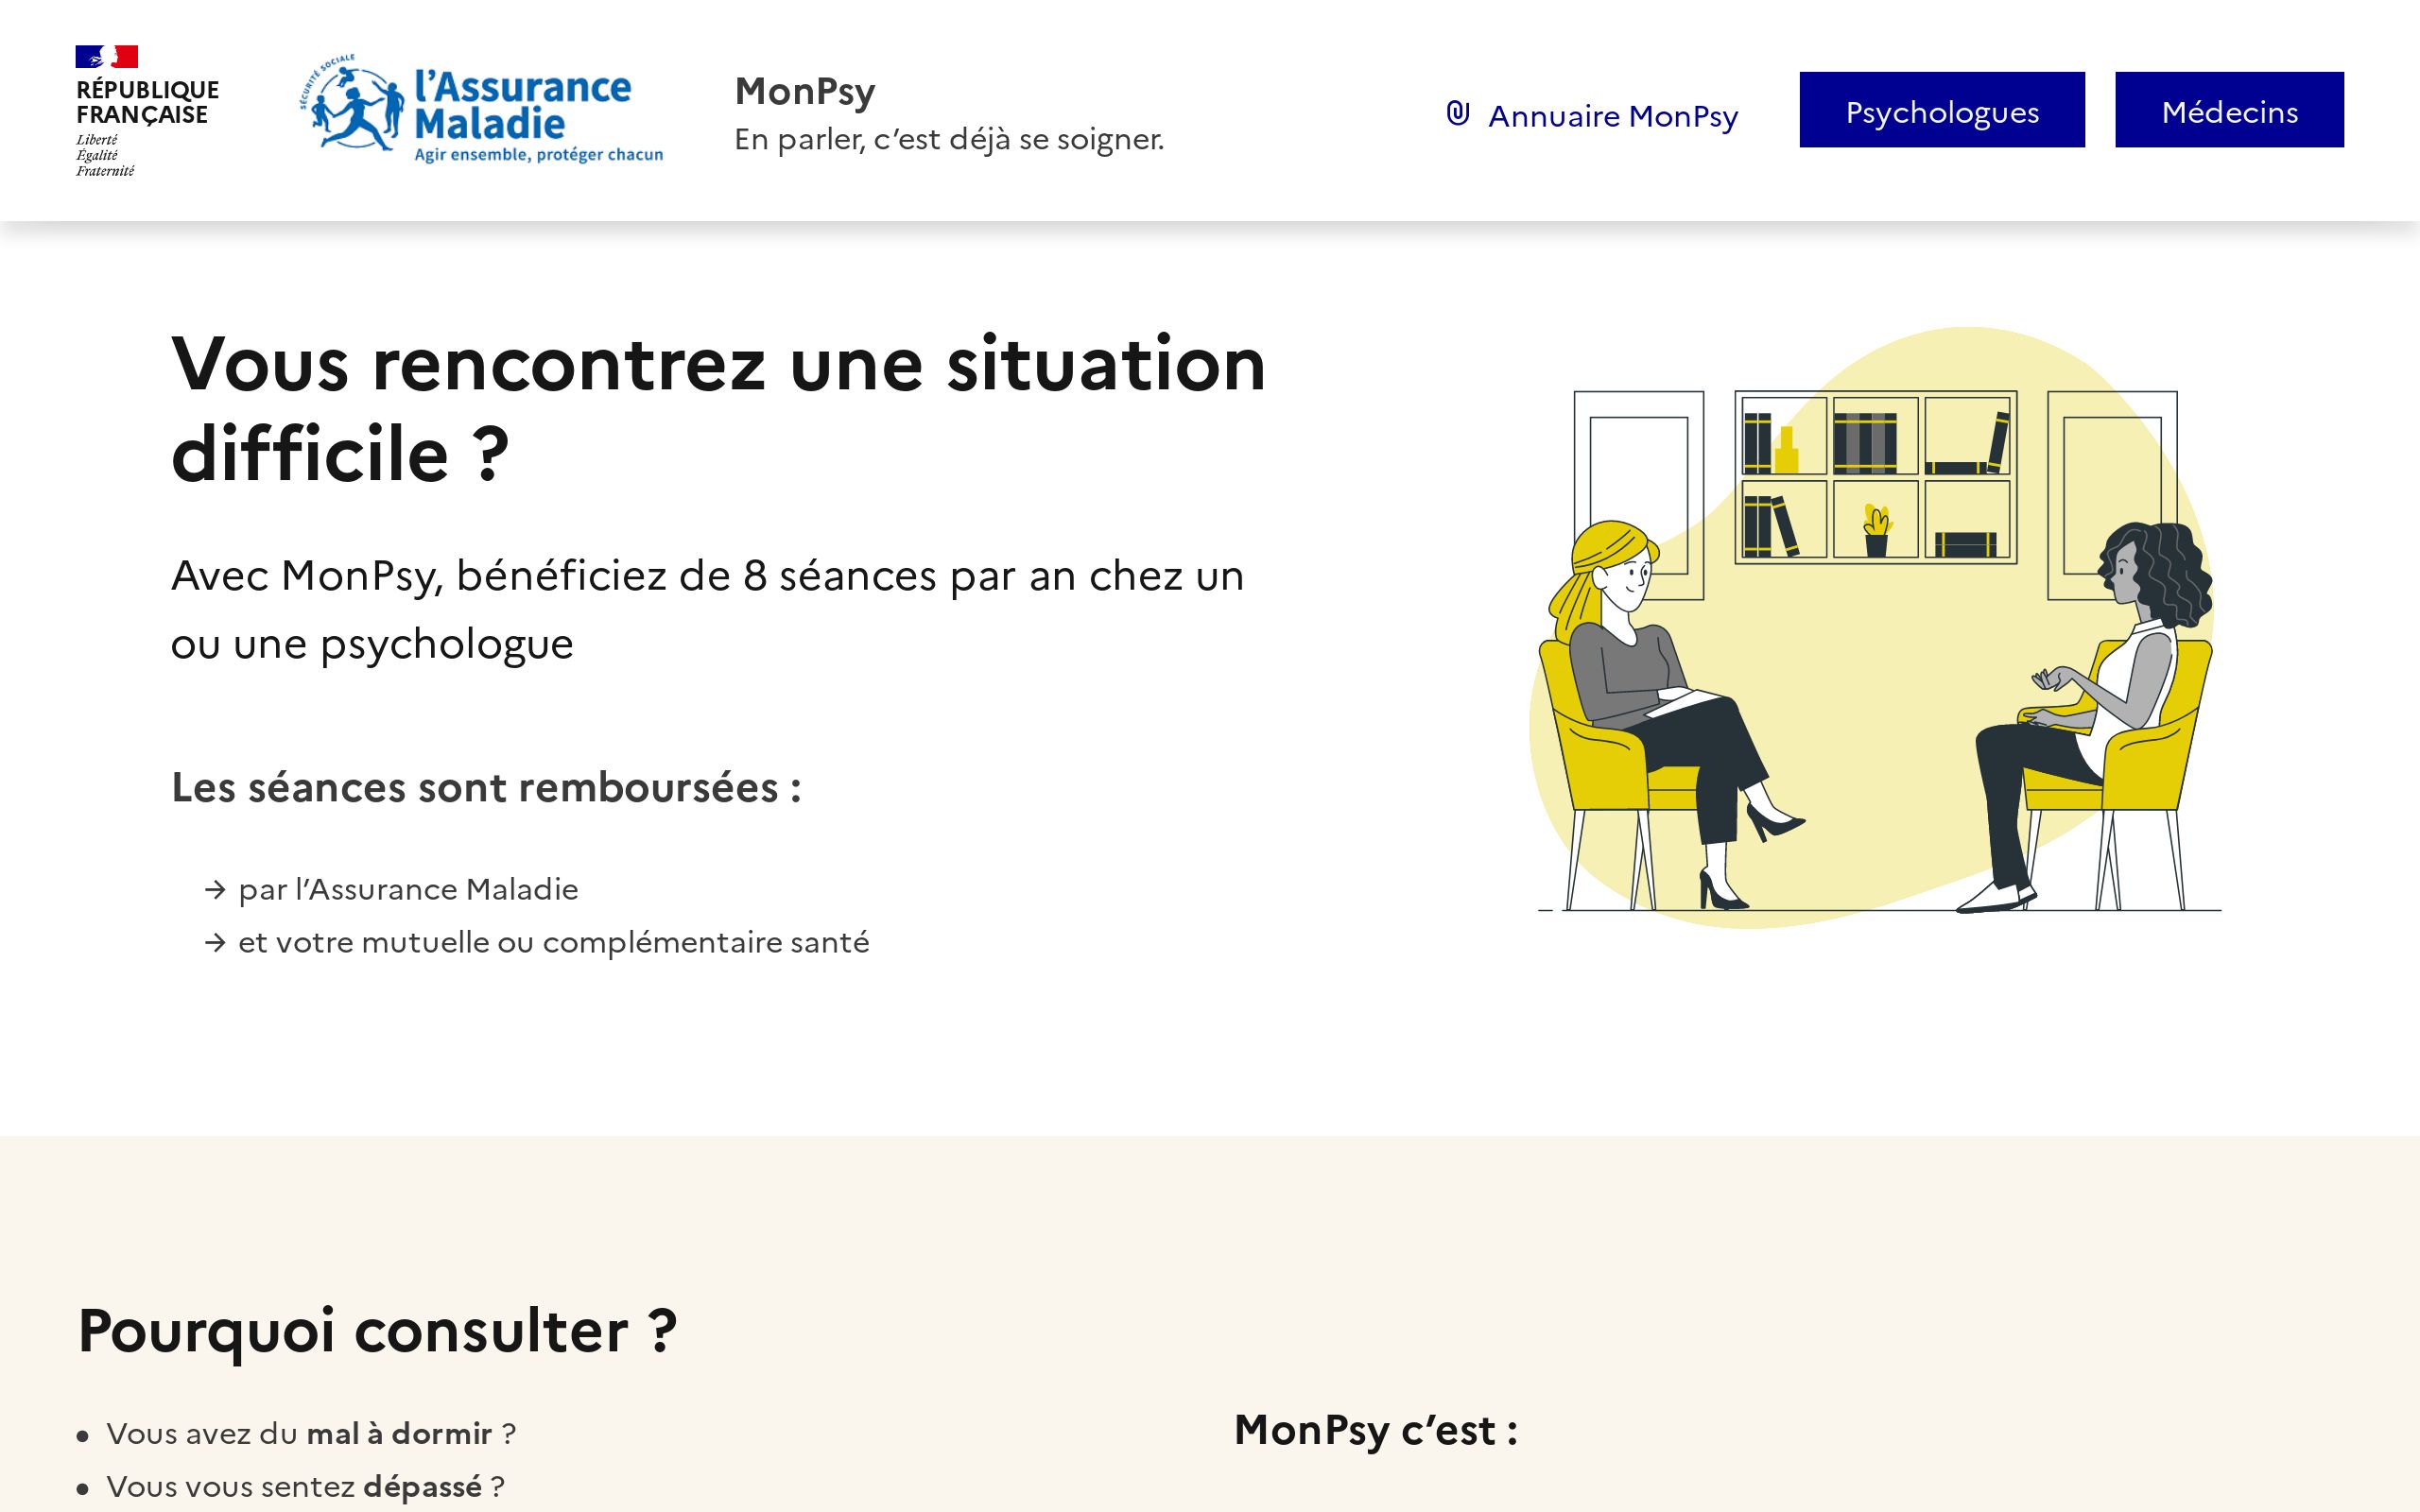 RÉPUBLIQUE
FRANÇAISE
Liberté
Égalité
Fraternité
SÉCURITÉ SOCIALE
l'Assurance
Maladie
Agir ensemble, protéger chacun
MonPsy
En parler, c’est déjà se soigner.
Annuaire MonPsy
Psychologues
Médecins
Vous rencontrez une situation
difficile ?
Avec MonPsy, bénéficiez de 8 séances par an chez un
ou une psychologue
Les séances sont remboursées :
→ par l’Assurance Maladie
→ et votre mutuelle ou complémentaire santé
Pourquoi consulter ?
• Vous avez du mal à dormir ?
• Vous vous sentez dépassé ?
MonPsy c’est :